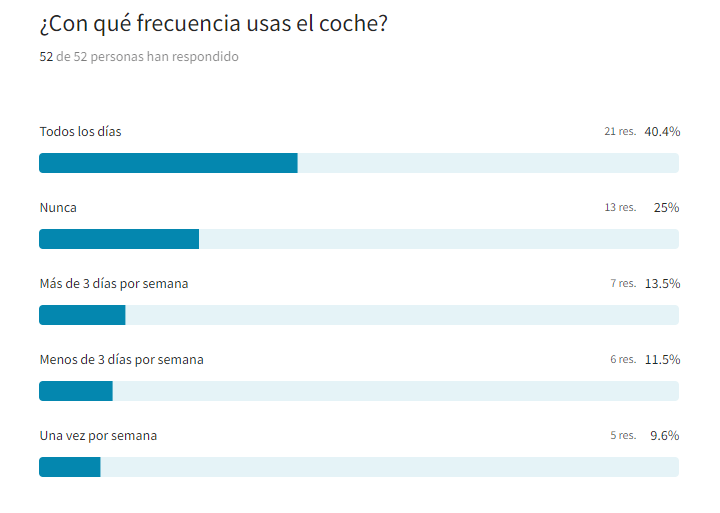 ¿Con qué frecuencia usas el coche?
52 de 52 personas han respondido
Todos los días 21 res. 40.4%
Nunca 13 res. 25%
Más de 3 días por semana 7 res. 13.5%
Menos de 3 días por semana 6 res. 11.5%
Una vez por semana 5 res. 9.6%